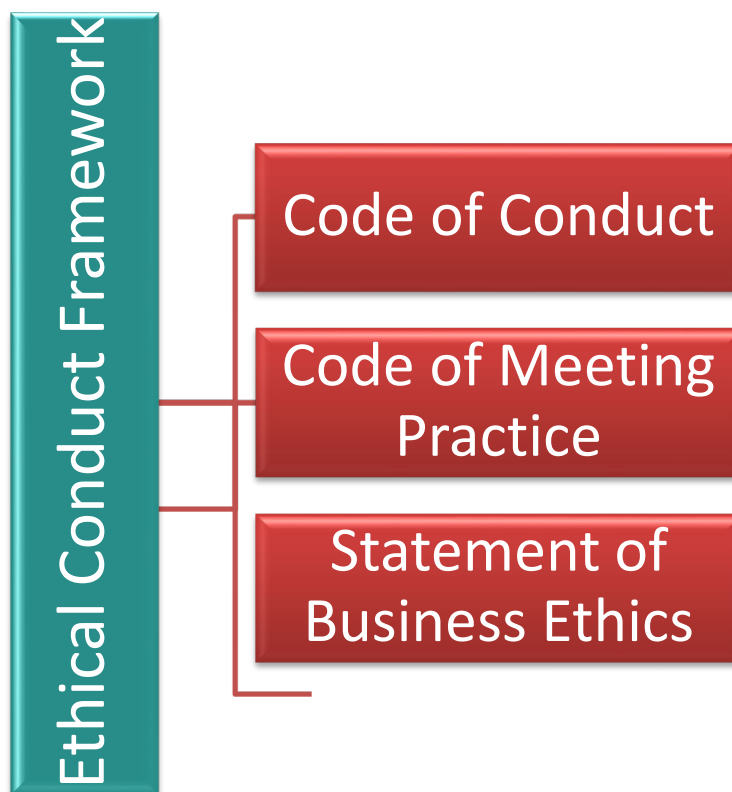 Ethical Conduct Framework
Code of Conduct
Code of Meeting
Practice
Statement of
Business Ethics